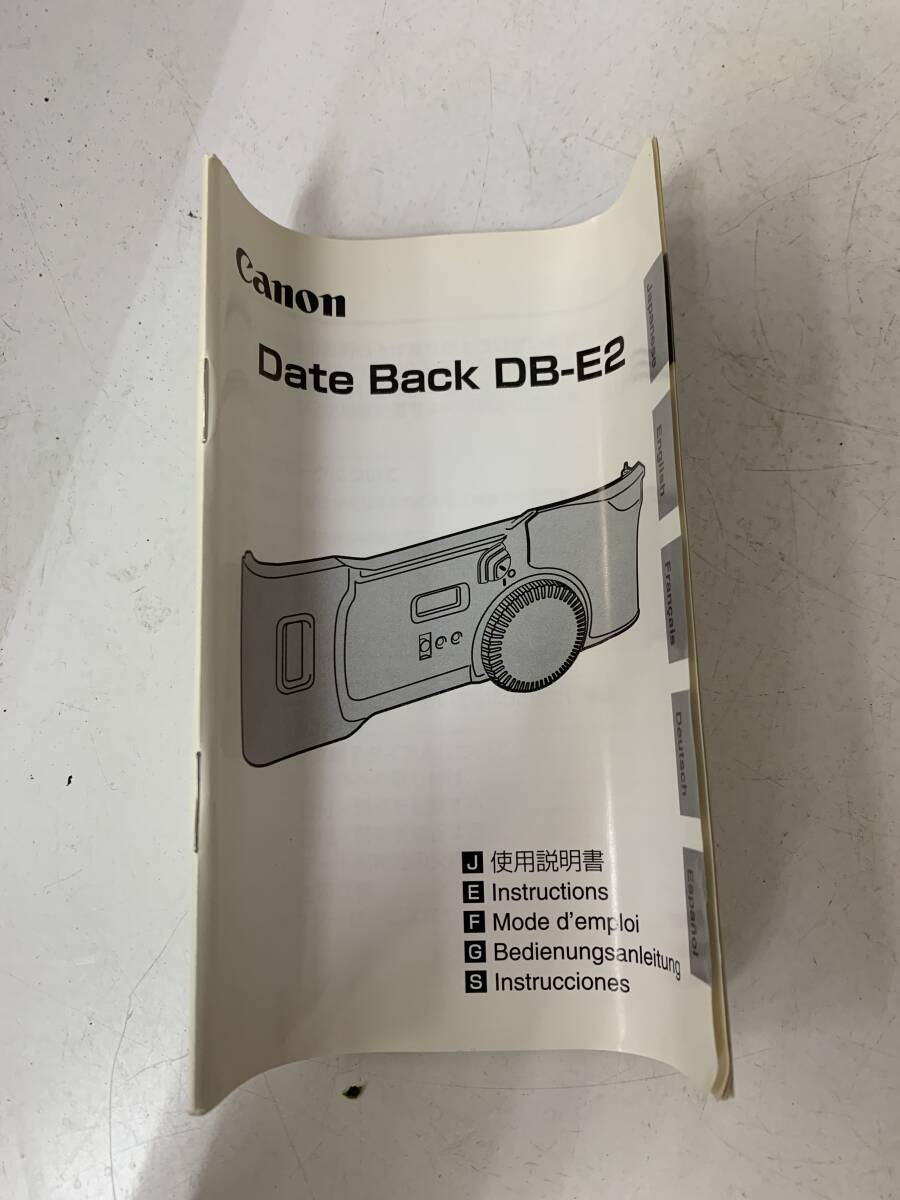 Canon
Date Back DB-E2
Japanese
English
Français
Deutsch
Español
J 使用説明書
E Instructions
F Mode d'emploi
G Bedienungsanleitung
S Instrucciones